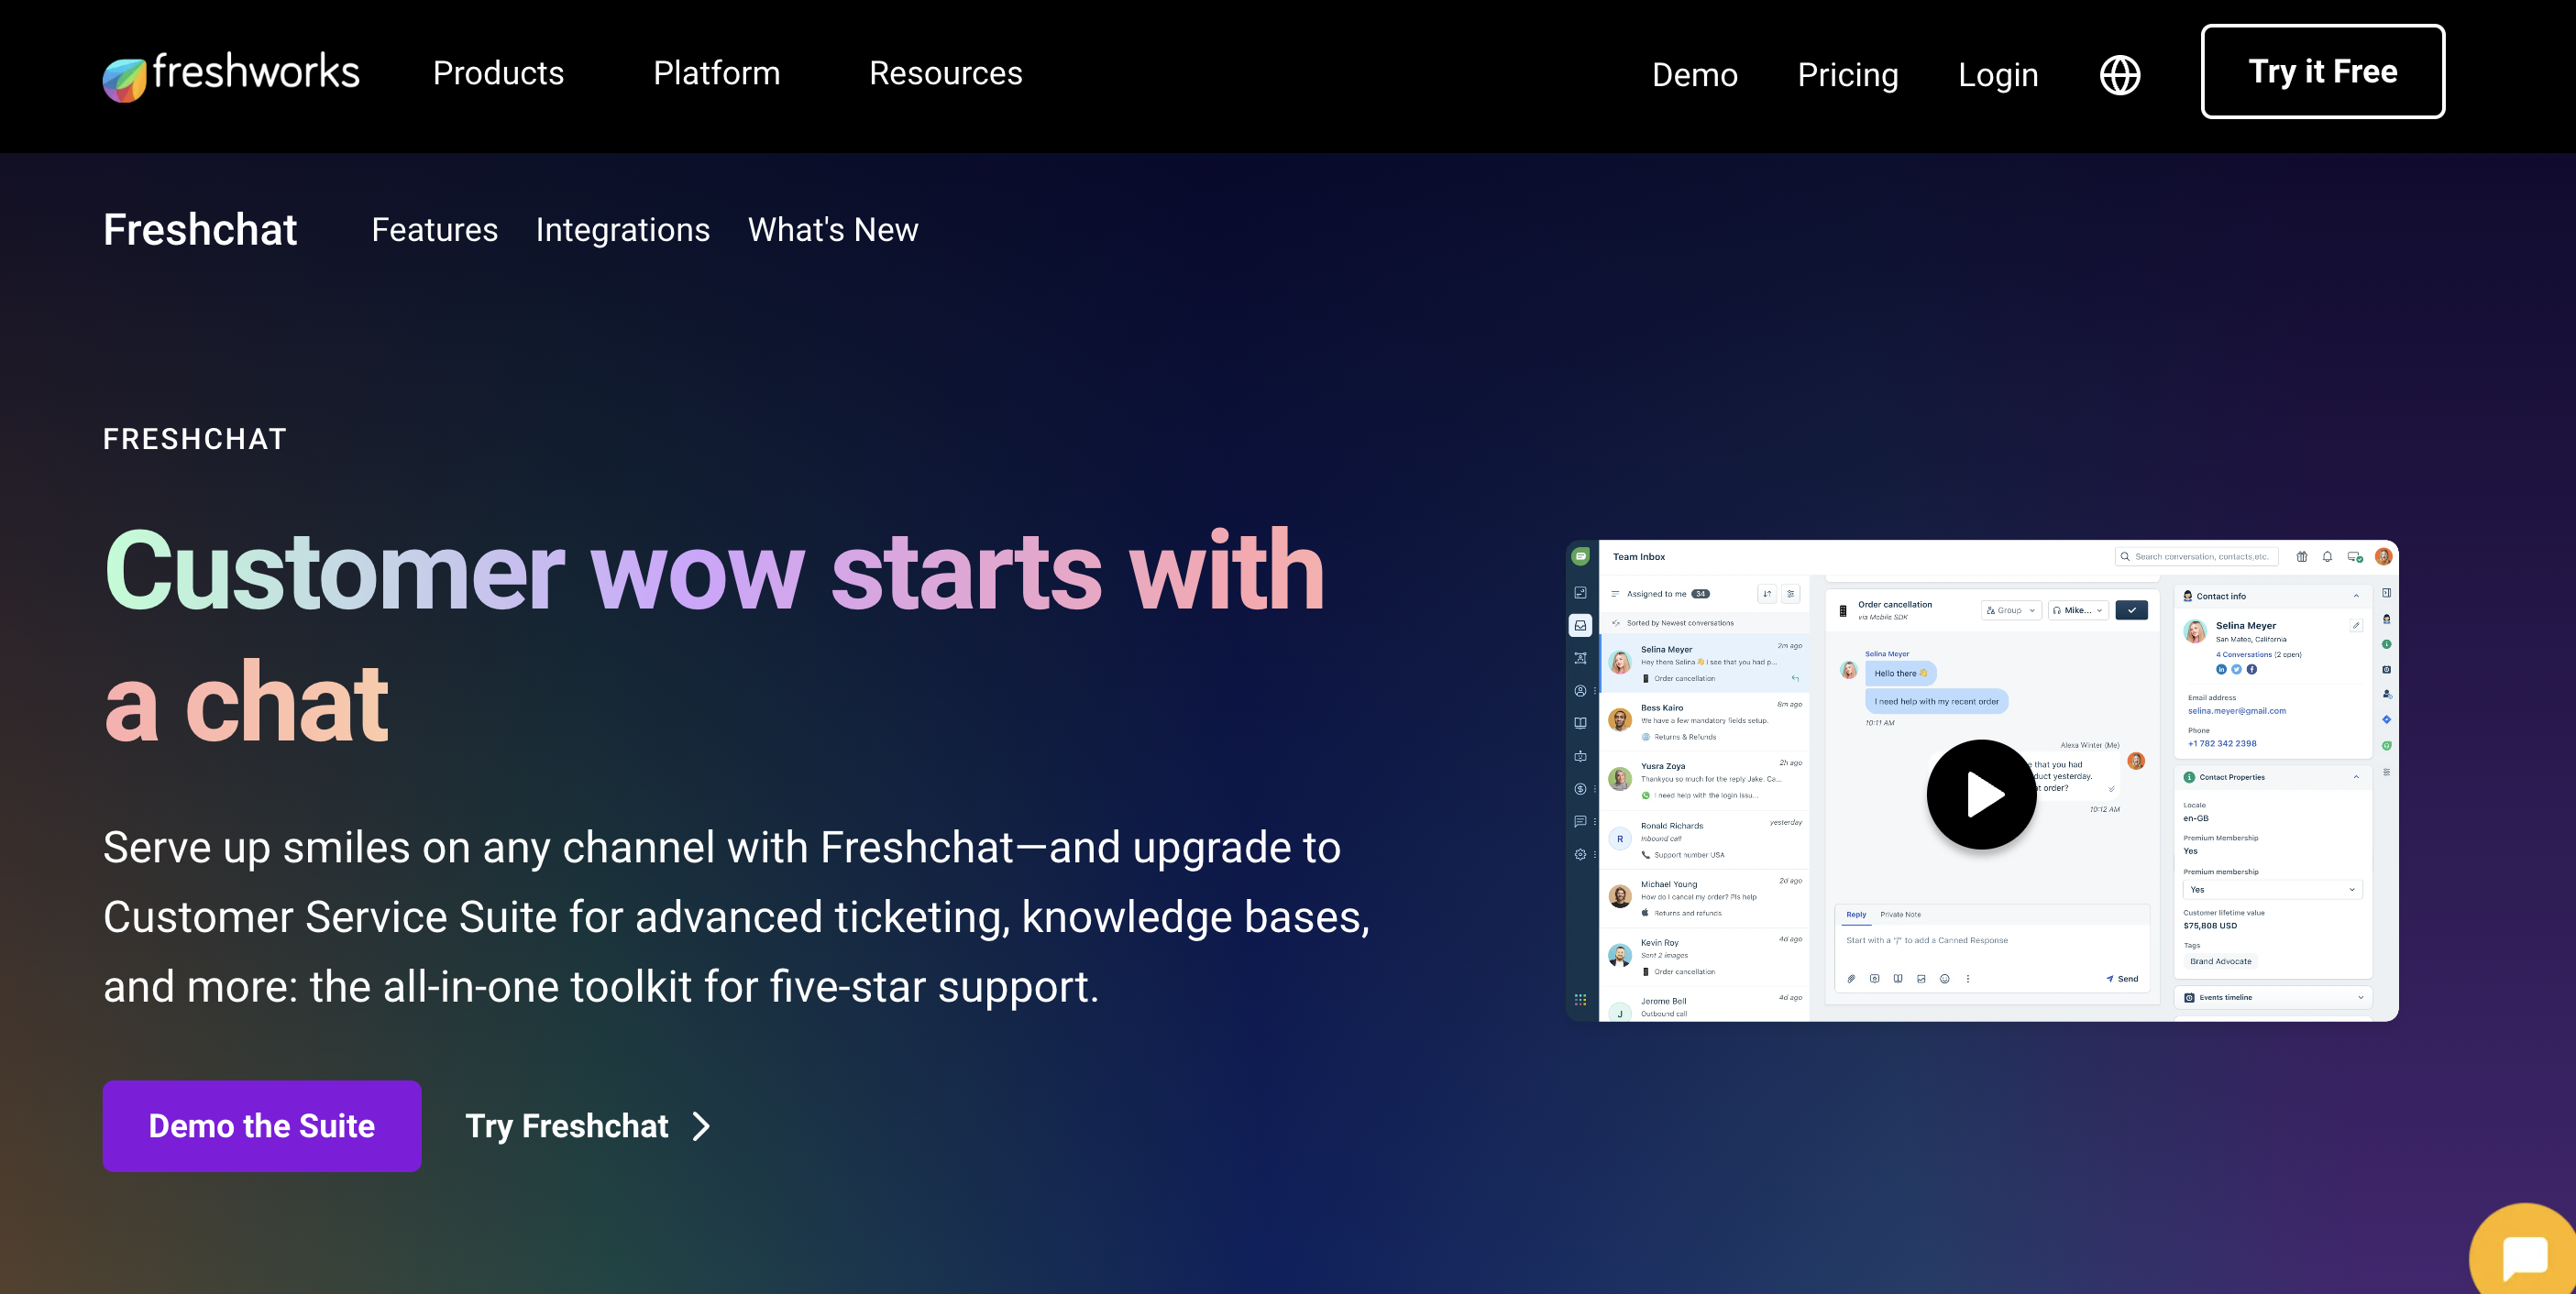 freshworks
Products
Platform
Resources
Demo
Pricing
Login
Try it Free
Freshchat
Features
Integrations
What's New
FRESHCHAT
Customer wow starts with
a chat
Serve up smiles on any channel with Freshchat—and upgrade to
Customer Service Suite for advanced ticketing, knowledge bases,
and more: the all-in-one toolkit for five-star support.
Demo the Suite
Try Freshchat
Team Inbox
Search conversation, contacts,etc.
Assigned to me 34
Sorted by Newest conversations
Selina Meyer
2m ago
Hey there Selina 👋 I see that you had p...
Order cancellation
Bess Kairo
8m ago
We have a few mandatory fields setup.
Returns & Refunds
Yusra Zoya
2h ago
Thankyou so much for the reply Jake. Ca...
I need help with the login issu...
R
Ronald Richards
yesterday
Inbound call
Support number USA
Michael Young
2d ago
How do I cancel my order? Pls help
Returns and refunds
Kevin Roy
4d ago
Sent 2 images
Order cancellation
J
Jerome Bell
4d ago
Outbound call
Order cancellation
via Mobile SDK
Group
Mike...
Selina Meyer
Hello there 👋
I need help with my recent order
10:11 AM
Alexa Winter (Me)
e that you had
duct yesterday.
order?
10:12 AM
Reply
Private Note
Start with a "/" to add a Canned Response
Send
Contact info
Selina Meyer
San Mateo, California
4 Conversations (2 open)
Email address
selina.meyer@gmail.com
Phone
+1 782 342 2398
Contact Properties
Locale
en-GB
Premium Membership
Yes
Premium membership
Yes
Customer lifetime value
$75,808 USD
Tags
Brand Advocate
Events timeline